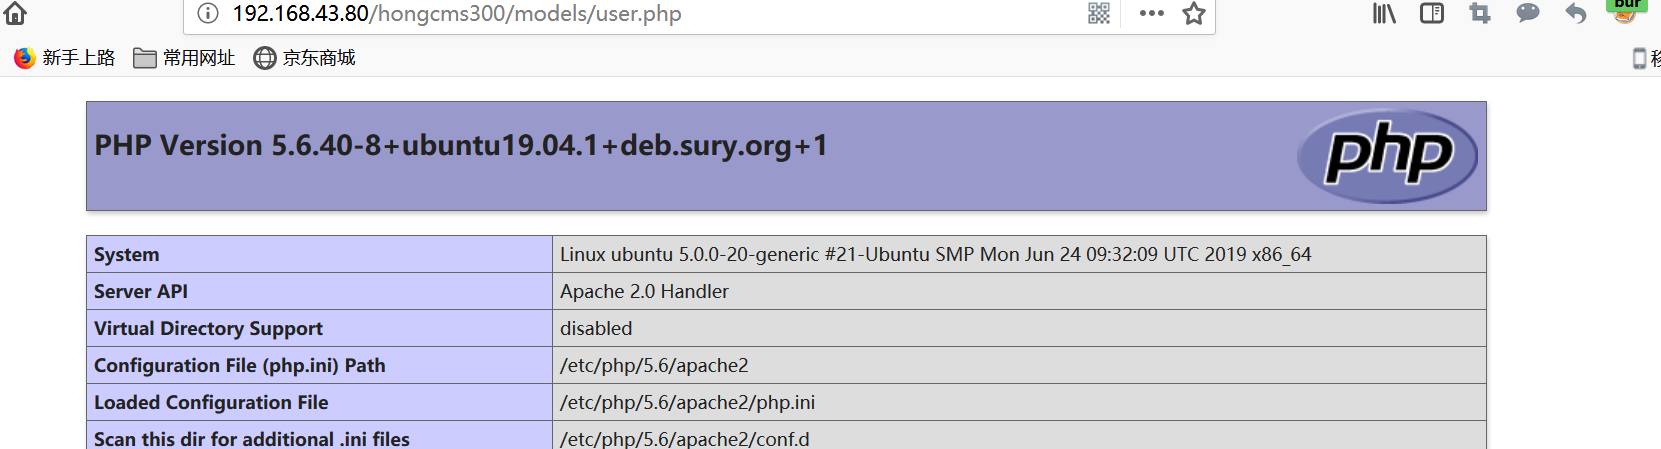 192.168.43.80/hongcms300/models/user.php
bur
新手上路 常用网址 京东商城
PHP Version 5.6.40-8+ubuntu19.04.1+deb.sury.org+1
php
System Linux ubuntu 5.0.0-20-generic #21-Ubuntu SMP Mon Jun 24 09:32:09 UTC 2019 x86_64
Server API Apache 2.0 Handler
Virtual Directory Support disabled
Configuration File (php.ini) Path /etc/php/5.6/apache2
Loaded Configuration File /etc/php/5.6/apache2/php.ini
Scan this dir for additional .ini files /etc/php/5.6/apache2/conf.d